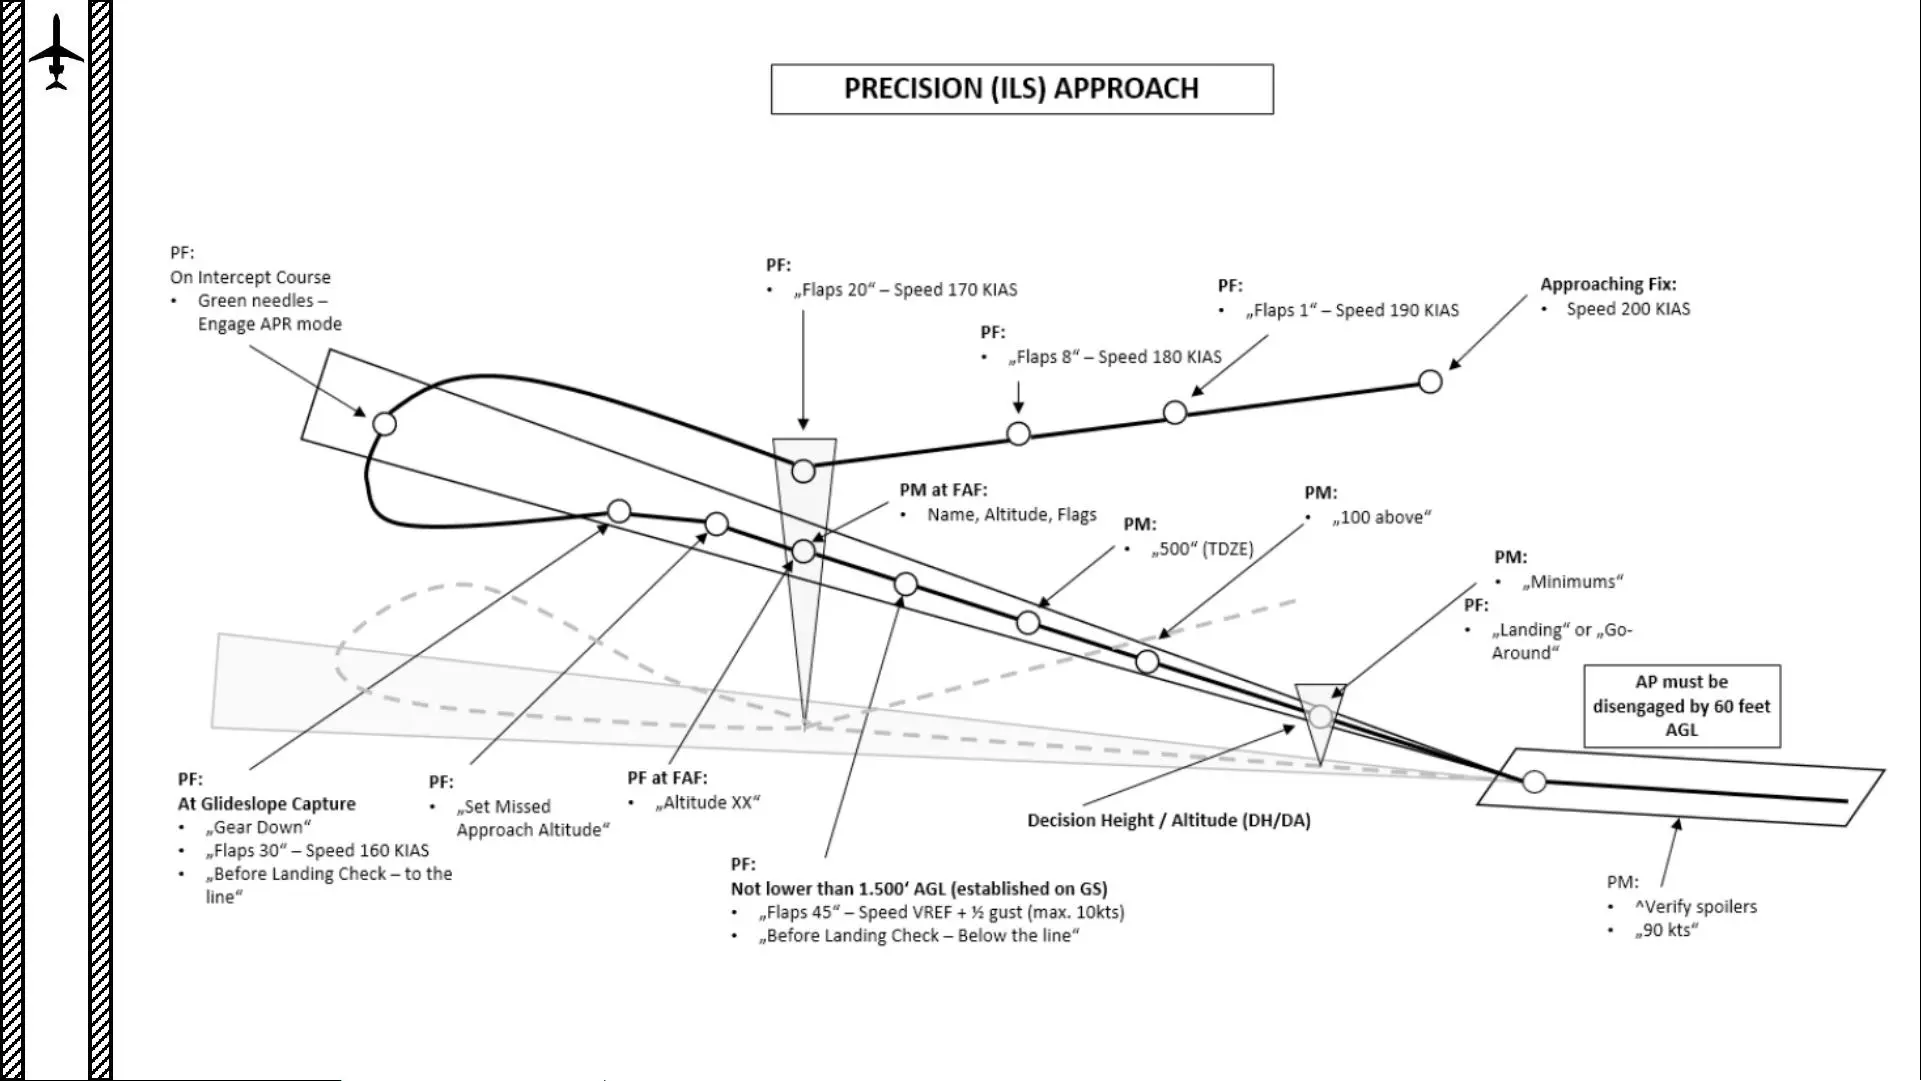 PRECISION (ILS) APPROACH
PF:
On Intercept Course
• Green needles –
Engage APR mode
PF:
• „Flaps 20“ – Speed 170 KIAS
PF:
• „Flaps 8“ – Speed 180 KIAS
PF:
• „Flaps 1“ – Speed 190 KIAS
Approaching Fix:
• Speed 200 KIAS
PM at FAF:
• Name, Altitude, Flags
PM:
• „500“ (TDZE)
PM:
• „100 above“
PM:
• „Minimums“
PF:
• „Landing“ or „Go-
Around“
AP must be
disengaged by 60 feet
AGL
PF:
At Glideslope Capture
• „Gear Down“
• „Flaps 30“ – Speed 160 KIAS
• „Before Landing Check – to the
line“
PF:
• „Set Missed
Approach Altitude“
PF at FAF:
• „Altitude XX“
PF:
Not lower than 1.500‘ AGL (established on GS)
• „Flaps 45“ – Speed VREF + ½ gust (max. 10kts)
• „Before Landing Check – Below the line“
Decision Height / Altitude (DH/DA)
PM:
• ^Verify spoilers
• „90 kts“